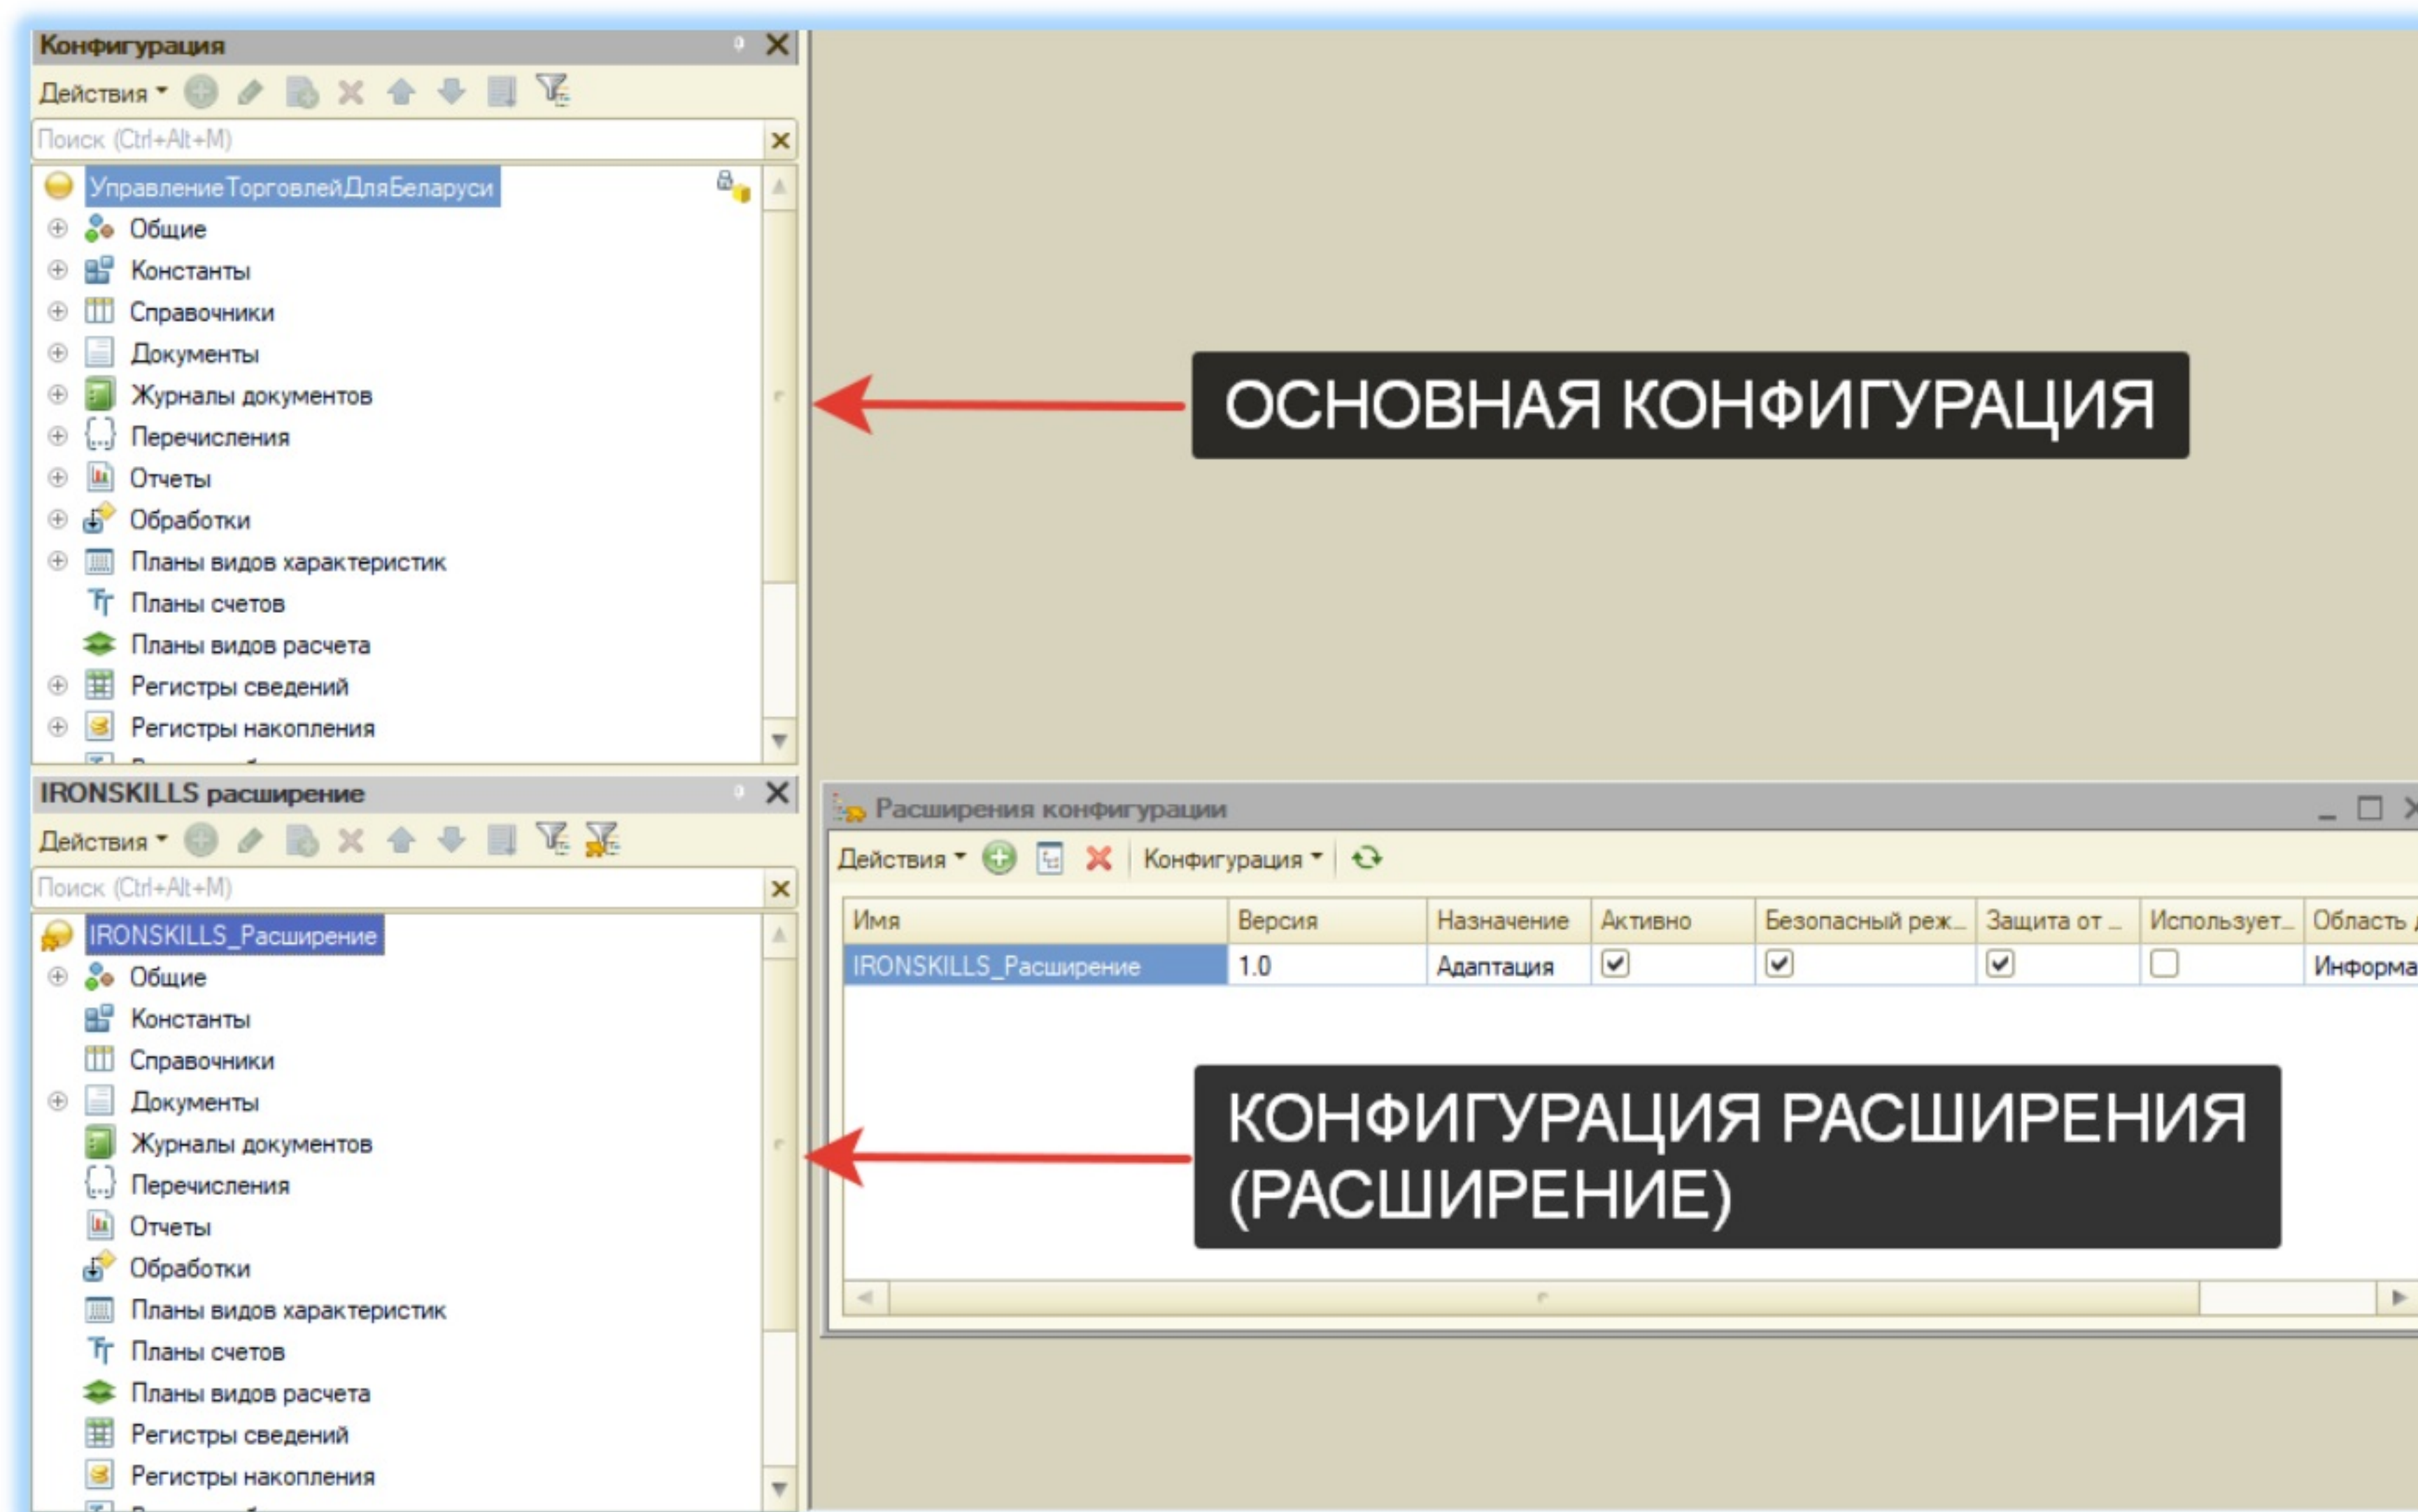 Конфигурация
Действия
Поиск (Ctrl+Alt+M)
УправлениеТорговлейДляБеларуси
Общие
Константы
Справочники
Документы
Журналы документов
Перечисления
Отчеты
Обработки
Планы видов характеристик
Планы счетов
Планы видов расчета
Регистры сведений
Регистры накопления
ОСНОВНАЯ КОНФИГУРАЦИЯ
IRONSKILLS расширение
Действия
Поиск (Ctrl+Alt+M)
IRONSKILLS_Расширение
Общие
Константы
Справочники
Документы
Журналы документов
Перечисления
Отчеты
Обработки
Планы видов характеристик
Планы счетов
Планы видов расчета
Регистры сведений
Регистры накопления
Расширения конфигурации
Действия Конфигурация
Имя Версия Назначение Активно Безопасный реж... Защита от ... Использует... Область
IRONSKILLS_Расширение 1.0 Адаптация Информа
КОНФИГУРАЦИЯ РАСШИРЕНИЯ
(РАСШИРЕНИЕ)